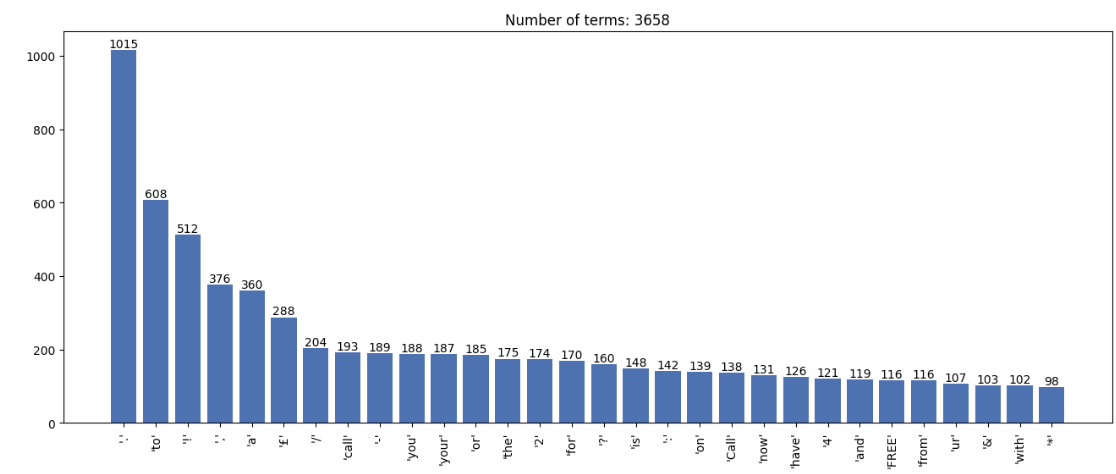 Number of terms: 3658
1000
800
600
400
200
0
1015
608
512
376
360
288
204
193
189
188
187
185
175
174
170
160
148
142
139
138
131
126
121
119
116
116
107
103
102
98
'.'
'to'
'!'
','
'a'
'£'
'/'
'call'
'-'
'you'
'your'
'or'
'the'
'2'
'for'
'?'
'is'
':'
'on'
'Call'
'now'
'have'
'4'
'and'
'FREE'
'from'
'ur'
'&'
'with'
'*'